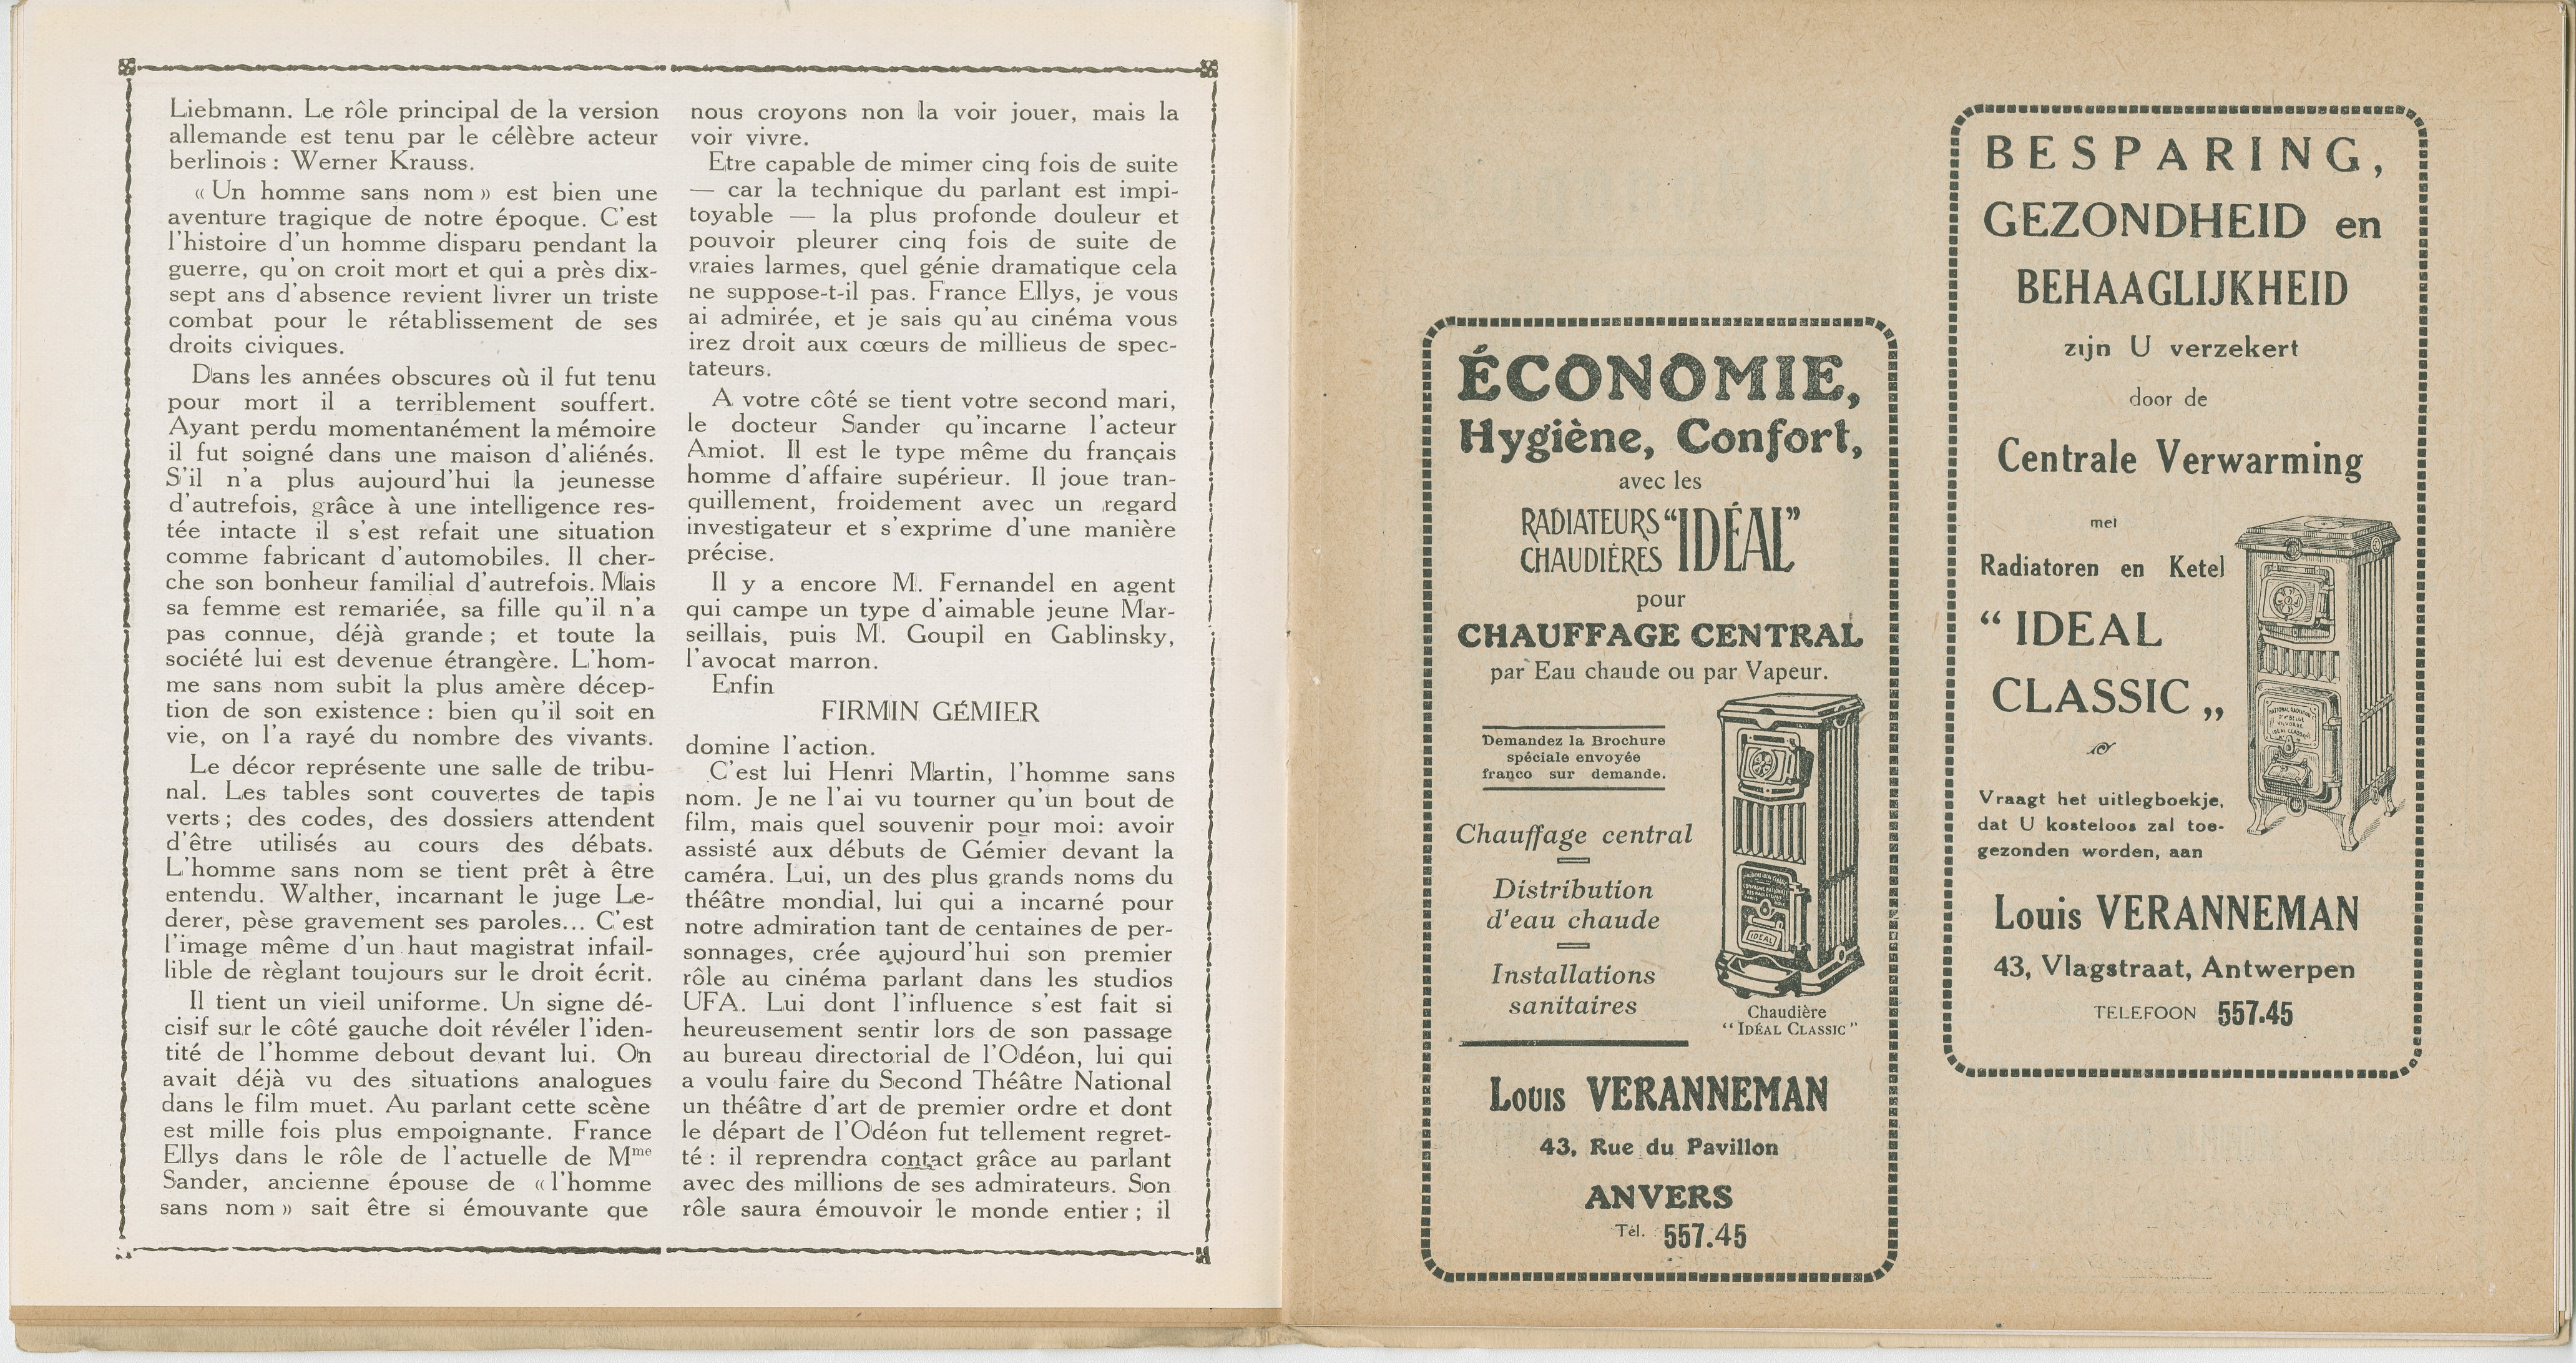 Liebmann. Le rôle principal de la version
allemande est tenu par le célèbre acteur
berlinois : Werner Krauss.
« Un homme sans nom » est bien une
aventure tragique de notre époque. C'est
l'histoire d'un homme disparu pendant la
guerre, qu'on croit mort et qui a près dix-
sept ans d'absence revient livrer un triste
combat pour le rétablissement de ses
droits civiques.
Dans les années obscures où il fut tenu
pour mort il a terriblement souffert.
Ayant perdu momentanément la mémoire
il fut soigné dans une maison d'aliénés.
S'il n'a plus aujourd'hui la jeunesse
d'autrefois, grâce à une intelligence res-
tée intacte il s'est refait une situation
comme fabricant d'automobiles. Il cher-
che son bonheur familial d'autrefois. Mais
sa femme est remariée, sa fille qu'il n'a
pas connue, déjà grande ; et toute la
société lui est devenue étrangère. L'hom-
me sans nom subit la plus amère décep-
tion de son existence : bien qu'il soit en
vie, on l'a rayé du nombre des vivants.
Le décor représente une salle de tribu-
nal. Les tables sont couvertes de tapis
verts ; des codes, des dossiers attendent
d'être utilisés au cours des débats.
L'homme sans nom se tient prêt à être
entendu. Walther, incarnant le juge Le-
derer, pèse gravement ses paroles... C'est
l'image même d'un haut magistrat infail-
lible de règlant toujours sur le droit écrit.
Il tient un vieil uniforme. Un signe dé-
cisif sur le côté gauche doit révéler l'iden-
tité de l'homme debout devant lui. On
avait déjà vu des situations analogues
dans le film muet. Au parlant cette scène
est mille fois plus empoignante. France
Ellys dans le rôle de l'actuelle de Mme
Sander, ancienne épouse de « l'homme
sans nom » sait être si émouvante que
nous croyons non la voir jouer, mais la
voir vivre.
Etre capable de mimer cinq fois de suite
— car la technique du parlant est impi-
toyable — la plus profonde douleur et
pouvoir pleurer cinq fois de suite de
vraies larmes, quel génie dramatique cela
ne suppose-t-il pas. France Ellys, je vous
ai admirée, et je sais qu'au cinéma vous
irez droit aux cœurs de millieus de spec-
tateurs.
A votre côté se tient votre second mari,
le docteur Sander qu'incarne l'acteur
Amiot. Il est le type même du français
homme d'affaire supérieur. Il joue tran-
quillement, froidement avec un regard
investigateur et s'exprime d'une manière
précise.
Il y a encore M. Fernandel en agent
qui campe un type d'aimable jeune Mar-
seillais, puis M. Goupil en Gablinsky,
l'avocat marron.
Enfin
FIRMIN GÉMIER
domine l'action.
C'est lui Henri Martin, l'homme sans
nom. Je ne l'ai vu tourner qu'un bout de
film, mais quel souvenir pour moi: avoir
assisté aux débuts de Gémier devant la
caméra. Lui, un des plus grands noms du
théâtre mondial, lui qui a incarné pour
notre admiration tant de centaines de per-
sonnages, crée aujourd'hui son premier
rôle au cinéma parlant dans les studios
UFA. Lui dont l'influence s'est fait si
heureusement sentir lors de son passage
au bureau directorial de l'Odéon, lui qui
a voulu faire du Second Théâtre National
un théâtre d'art de premier ordre et dont
le départ de l'Odéon fut tellement regret-
té : il reprendra contact grâce au parlant
avec des millions de ses admirateurs. Son
rôle saura émouvoir le monde entier ; il
ÉCONOMIE,
Hygiène, Confort,
avec les
RADIATEURS
CHAUDIÈRES
“IDÉAL”
pour
CHAUFFAGE CENTRAL
par Eau chaude ou par Vapeur.
Demandez la Brochure
spéciale envoyée
franco sur demande.
Chauffage central
Distribution
d'eau chaude
Installations
sanitaires
IDEAL
Chaudière
“IDÉAL CLASSIC”
Louis VERANNEMAN
43, Rue du Pavillon
ANVERS
Tél. 557.45
BESPARING,
GEZONDHEID en
BEHAAGLIJKHEID
zijn U verzekert
door de
Centrale Verwarming
met
Radiatoren en Ketel
“ IDEAL
CLASSIC „
Vraagt het uitlegboekje,
dat U kosteloos zal toe-
gezonden worden, aan
Louis VERANNEMAN
43, Vlagstraat, Antwerpen
TELEFOON 557.45